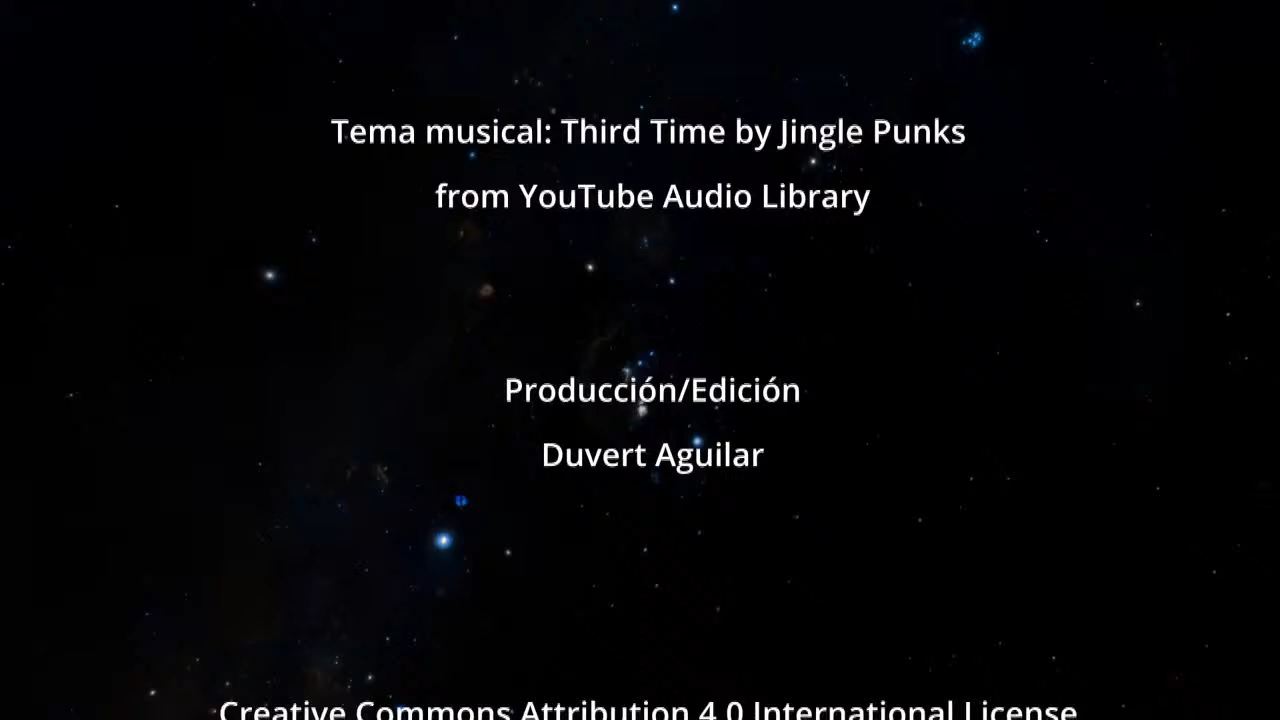 Tema musical: Third Time by Jingle Punks
from YouTube Audio Library
Producción/Edición
Duvert Aguilar
Creative Commons Attribution 4.0 International License